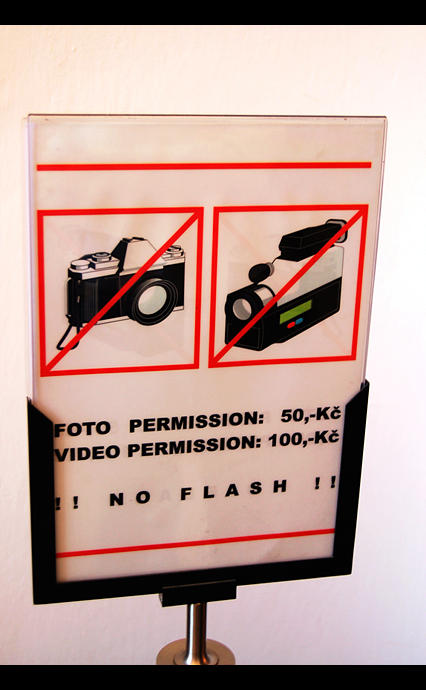 FOTO PERMISSION: 50,-Kč
VIDEO PERMISSION: 100,-Kč
!! NO FLASH !!